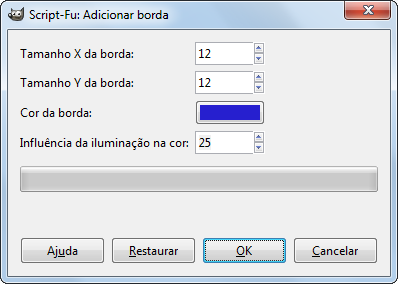 Script-Fu: Adicionar borda
Tamanho X da borda: 12
Tamanho Y da borda: 12
Cor da borda:
Influência da iluminação na cor: 25
Ajuda Restaurar OK Cancelar